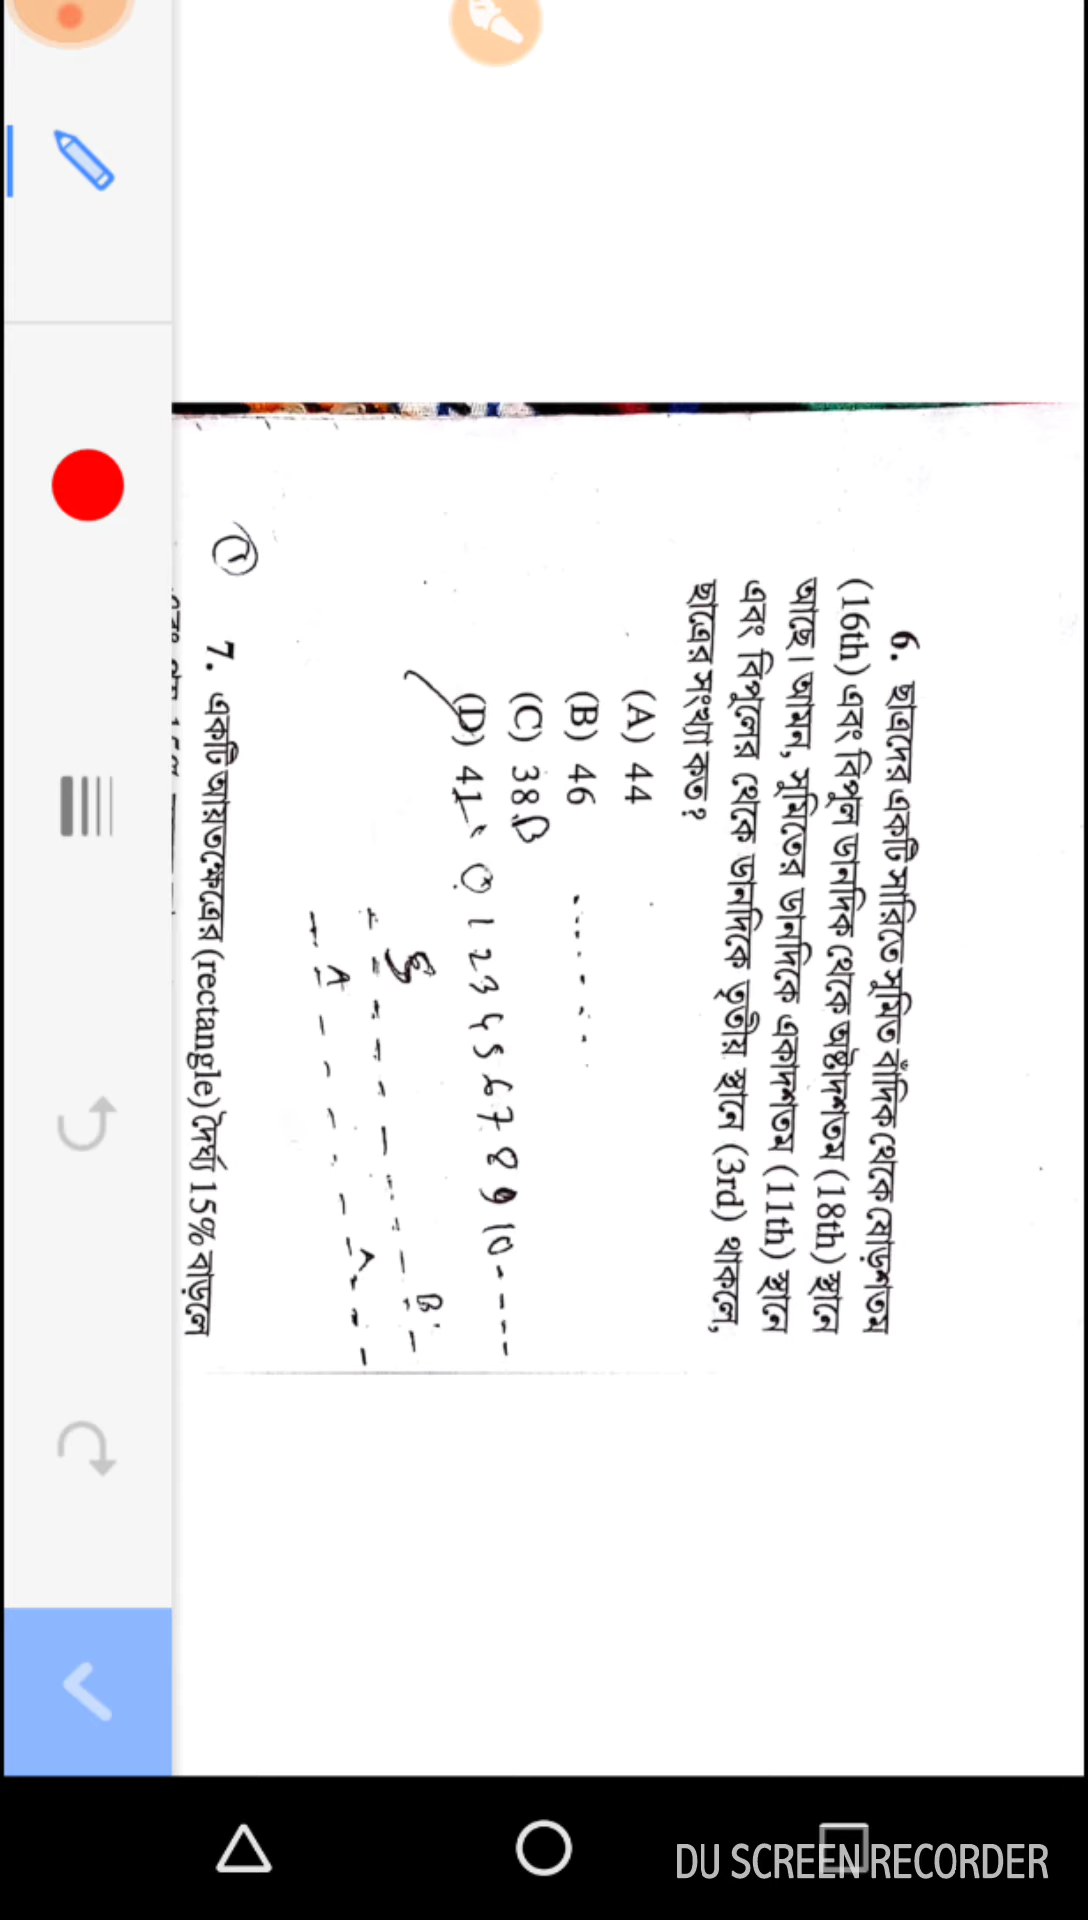 6. ছাত্রদের একটি সারিতে সুমিত বাঁদিক থেকে ষোড়শতম
(16th) এবং বিপুল ডানদিক থেকে অষ্টাদশতম (18th) স্থানে
আছে। আমন, সুমিতের ডানদিকে একাদশতম (11th) স্থানে
এবং বিপুলের থেকে ডানদিকে তৃতীয় স্থানে (3rd) থাকলে,
ছাত্রের সংখ্যা কত?
(A) 44
(B) 46
(C) 38 B
(D) 41
0 1 2 3 4 5 6 7 8 9 10 - - - -
B
A A
7. একটি আয়তক্ষেত্রের (rectangle) দৈর্ঘ্য 15% বাড়লে
DU SCREEN RECORDER